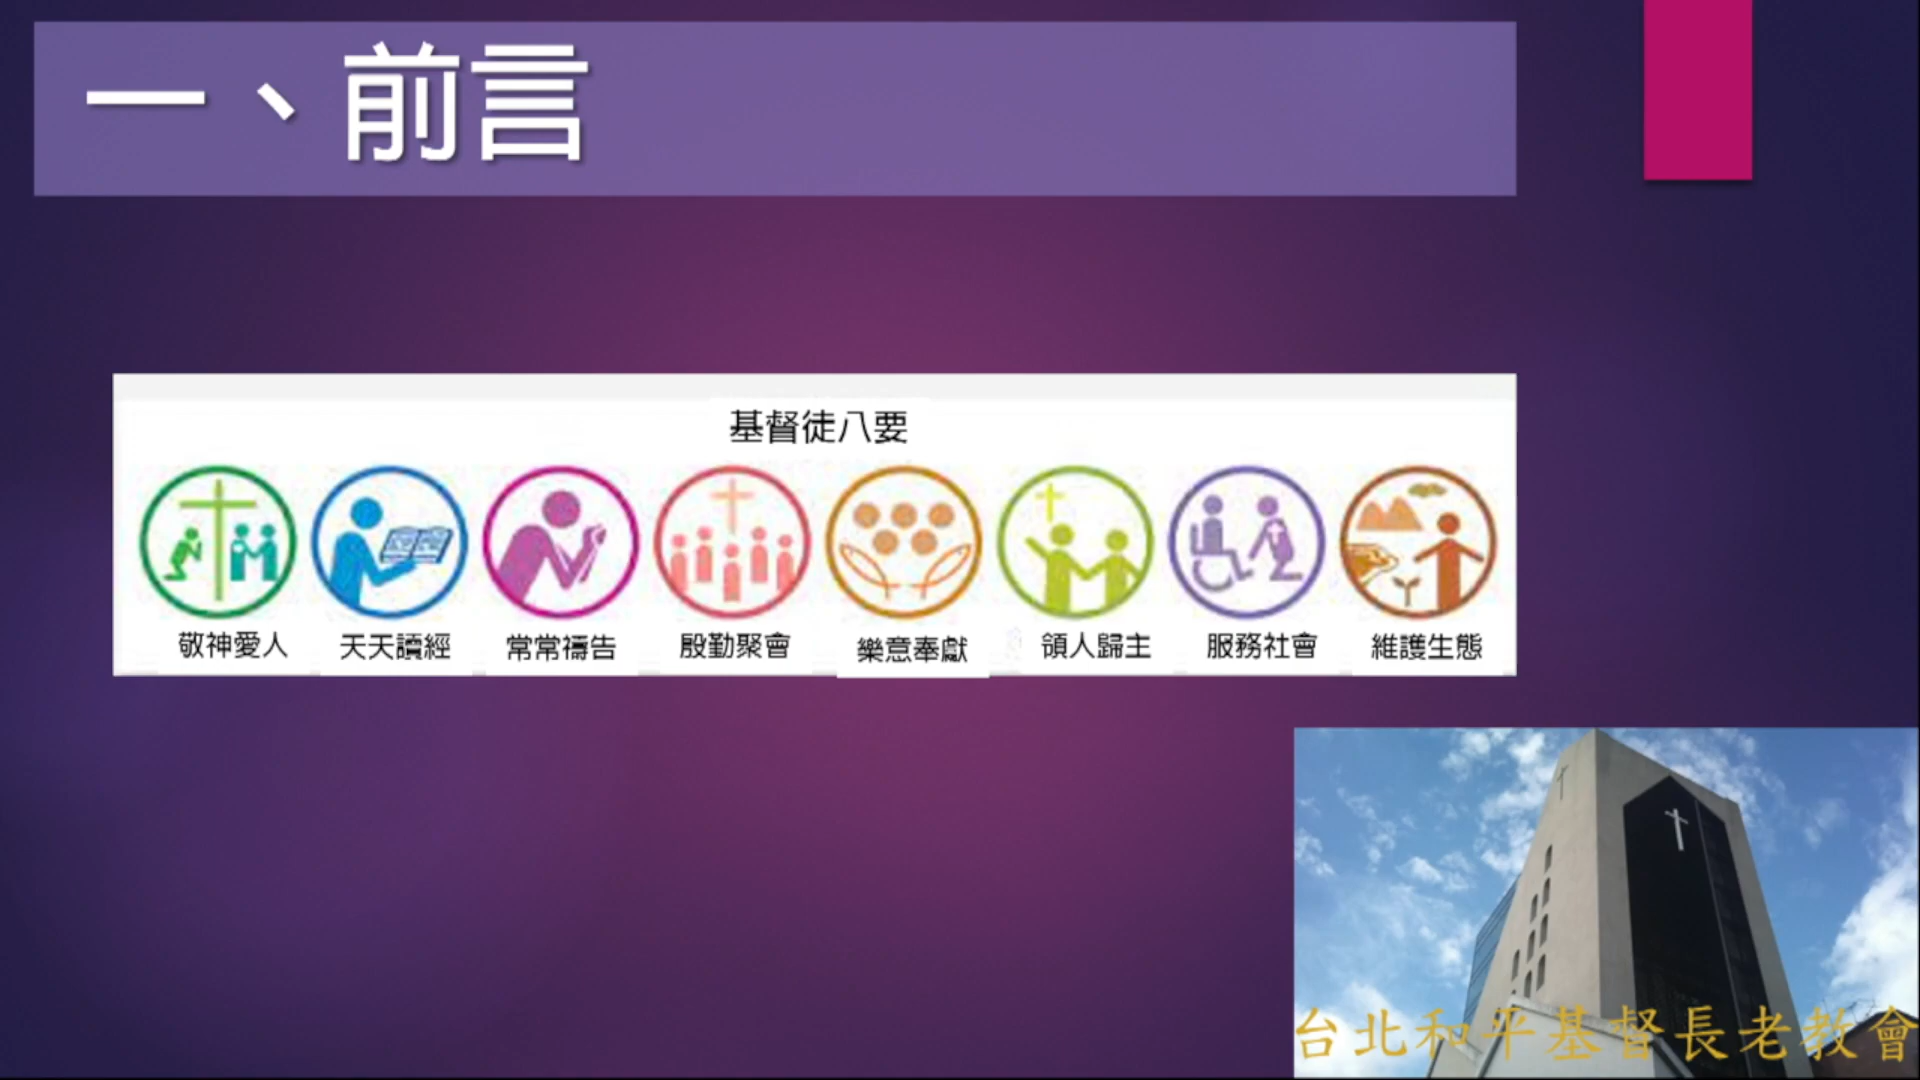 一、前言
基督徒八要
敬神愛人 天天讀經 常常禱告 殷勤聚會 樂意奉獻 領人歸主 服務社會 維護生態
台北和平基督長老教會